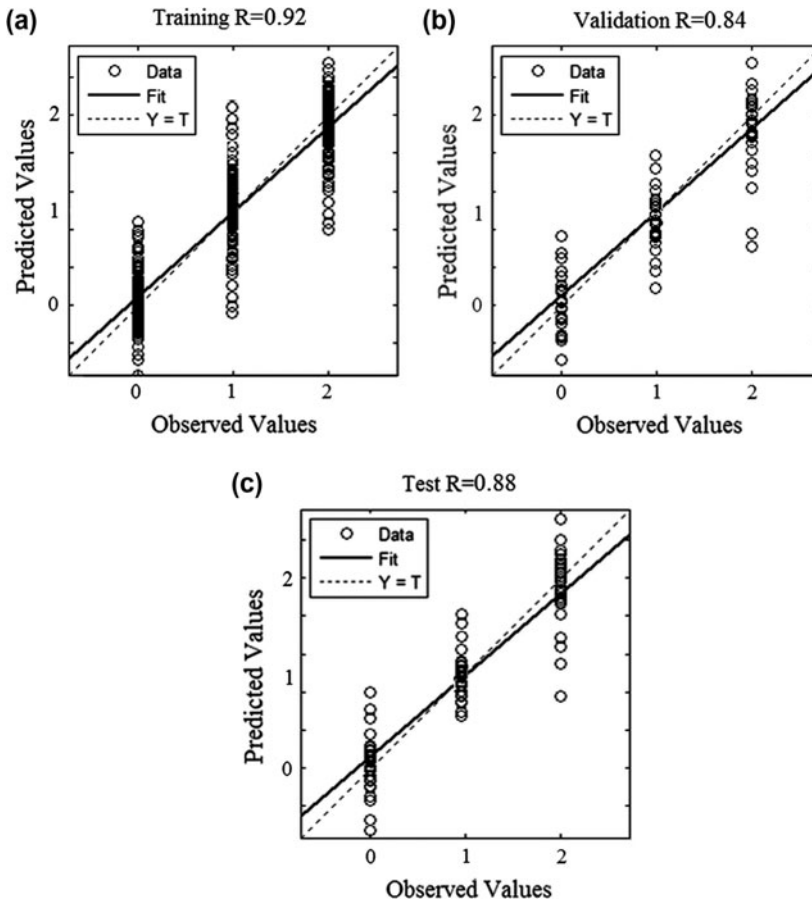 (a)
Training R=0.92
Data
Fit
Y = T
2
1
0
Predicted Values
0 1 2
Observed Values
(b)
Validation R=0.84
Data
Fit
Y = T
2
1
0
Predicted Values
0 1 2
Observed Values
(c)
Test R=0.88
Data
Fit
Y = T
2
1
0
Predicted Values
0 1 2
Observed Values